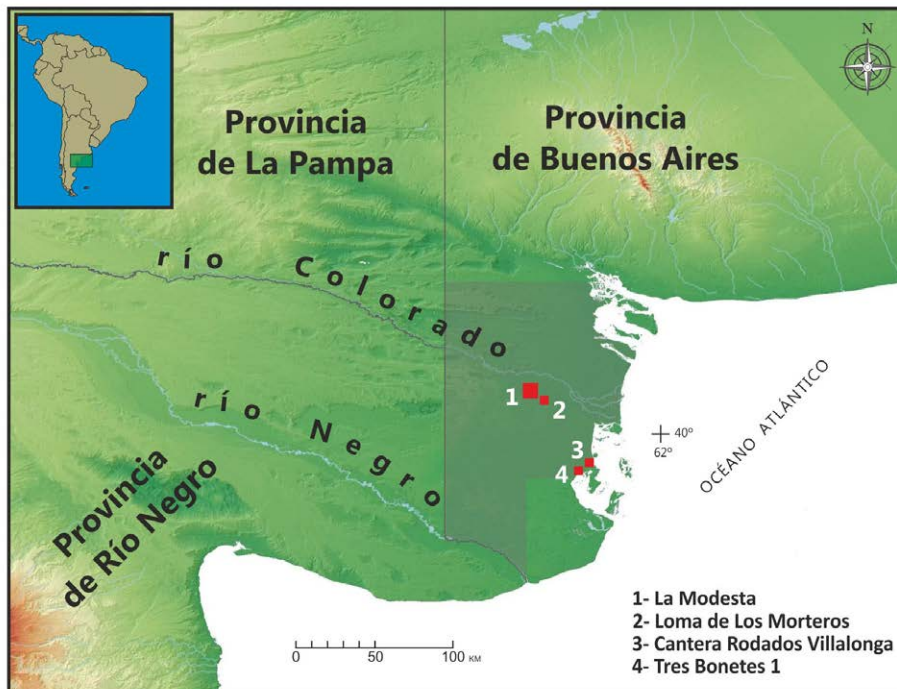 N
Provincia
de La Pampa
Provincia
de Buenos Aires
río Colorado
río Negro
Provincia
de Río Negro
1
2
3
4
40º
62º
OCÉANO ATLÁNTICO
0 50 100 KM
1- La Modesta
2- Loma de Los Morteros
3- Cantera Rodados Villalonga
4- Tres Bonetes 1